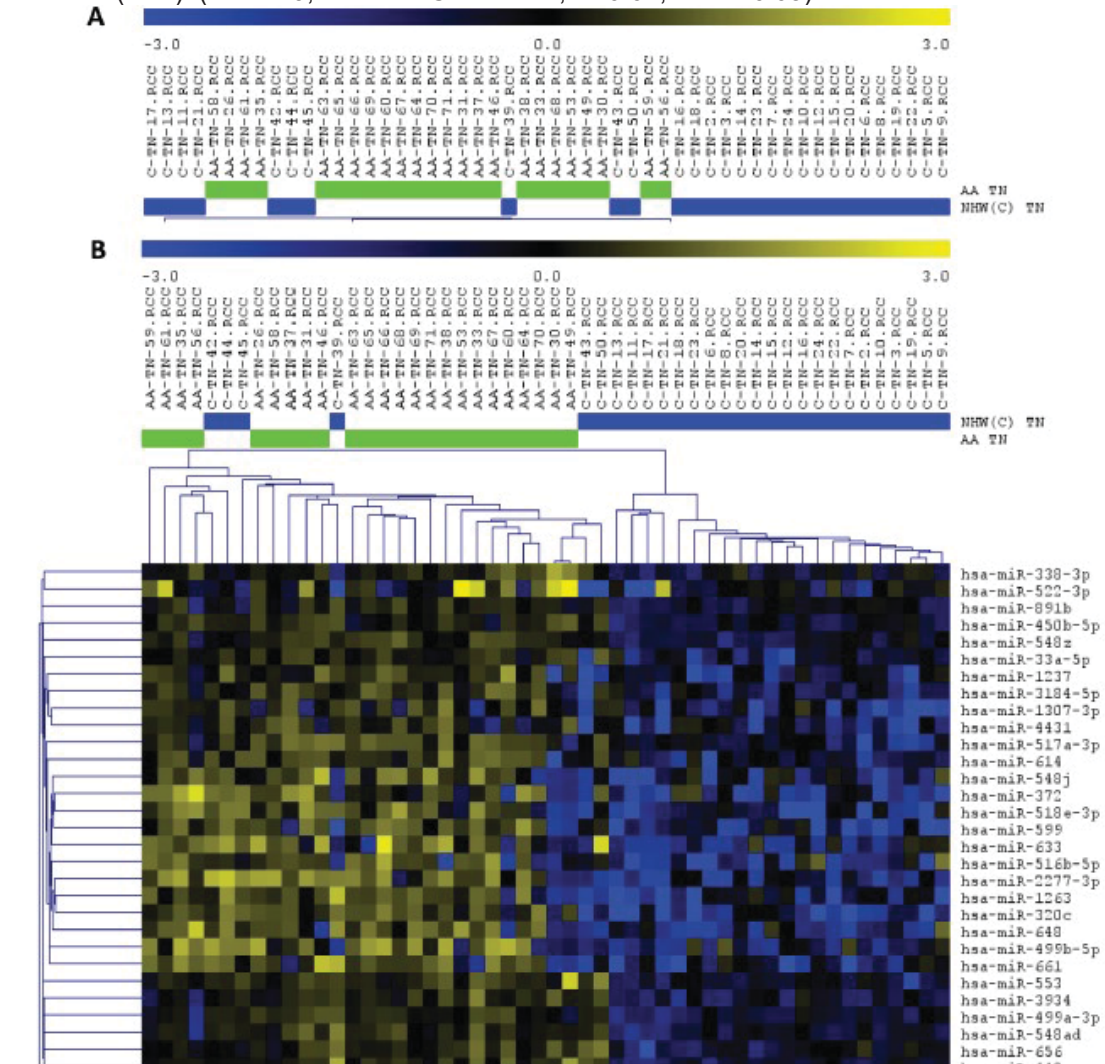 A
-3.0 0.0 3.0
C-TN-17.RCC
C-TN-13.RCC
C-TN-11.RCC
C-TN-21.RCC
AA-TN-58.RCC
AA-TN-26.RCC
AA-TN-61.RCC
AA-TN-35.RCC
C-TN-42.RCC
C-TN-44.RCC
C-TN-45.RCC
AA-TN-63.RCC
AA-TN-65.RCC
AA-TN-66.RCC
AA-TN-69.RCC
AA-TN-60.RCC
AA-TN-67.RCC
AA-TN-64.RCC
AA-TN-70.RCC
AA-TN-71.RCC
AA-TN-31.RCC
AA-TN-37.RCC
AA-TN-46.RCC
C-TN-39.RCC
AA-TN-38.RCC
AA-TN-33.RCC
AA-TN-68.RCC
AA-TN-53.RCC
AA-TN-49.RCC
AA-TN-30.RCC
C-TN-43.RCC
C-TN-50.RCC
AA-TN-59.RCC
AA-TN-56.RCC
C-TN-16.RCC
C-TN-18.RCC
C-TN-2.RCC
C-TN-3.RCC
C-TN-14.RCC
C-TN-23.RCC
C-TN-7.RCC
C-TN-24.RCC
C-TN-10.RCC
C-TN-12.RCC
C-TN-15.RCC
C-TN-20.RCC
C-TN-6.RCC
C-TN-8.RCC
C-TN-19.RCC
C-TN-22.RCC
C-TN-5.RCC
C-TN-9.RCC
AA TN
NHW(C) TN
B
-3.0 0.0 3.0
AA-TN-59.RCC
AA-TN-61.RCC
AA-TN-35.RCC
AA-TN-56.RCC
C-TN-42.RCC
C-TN-44.RCC
C-TN-45.RCC
AA-TN-26.RCC
AA-TN-58.RCC
AA-TN-37.RCC
AA-TN-31.RCC
AA-TN-46.RCC
C-TN-39.RCC
AA-TN-63.RCC
AA-TN-65.RCC
AA-TN-66.RCC
AA-TN-68.RCC
AA-TN-69.RCC
AA-TN-71.RCC
AA-TN-38.RCC
AA-TN-53.RCC
AA-TN-33.RCC
AA-TN-67.RCC
AA-TN-60.RCC
AA-TN-64.RCC
AA-TN-70.RCC
AA-TN-30.RCC
AA-TN-49.RCC
C-TN-43.RCC
C-TN-50.RCC
C-TN-13.RCC
C-TN-11.RCC
C-TN-17.RCC
C-TN-21.RCC
C-TN-18.RCC
C-TN-23.RCC
C-TN-6.RCC
C-TN-8.RCC
C-TN-20.RCC
C-TN-14.RCC
C-TN-15.RCC
C-TN-12.RCC
C-TN-16.RCC
C-TN-24.RCC
C-TN-22.RCC
C-TN-7.RCC
C-TN-2.RCC
C-TN-10.RCC
C-TN-3.RCC
C-TN-19.RCC
C-TN-5.RCC
C-TN-9.RCC
NHW(C) TN
AA TN
hsa-miR-338-3p
hsa-miR-522-3p
hsa-miR-891b
hsa-miR-450b-5p
hsa-miR-548z
hsa-miR-33a-5p
hsa-miR-1237
hsa-miR-3184-5p
hsa-miR-1307-3p
hsa-miR-4431
hsa-miR-517a-3p
hsa-miR-614
hsa-miR-548j
hsa-miR-372
hsa-miR-518e-3p
hsa-miR-599
hsa-miR-633
hsa-miR-516b-5p
hsa-miR-2277-3p
hsa-miR-1263
hsa-miR-320c
hsa-miR-648
hsa-miR-499b-5p
hsa-miR-661
hsa-miR-553
hsa-miR-3934
hsa-miR-499a-3p
hsa-miR-548ad
hsa-miR-656